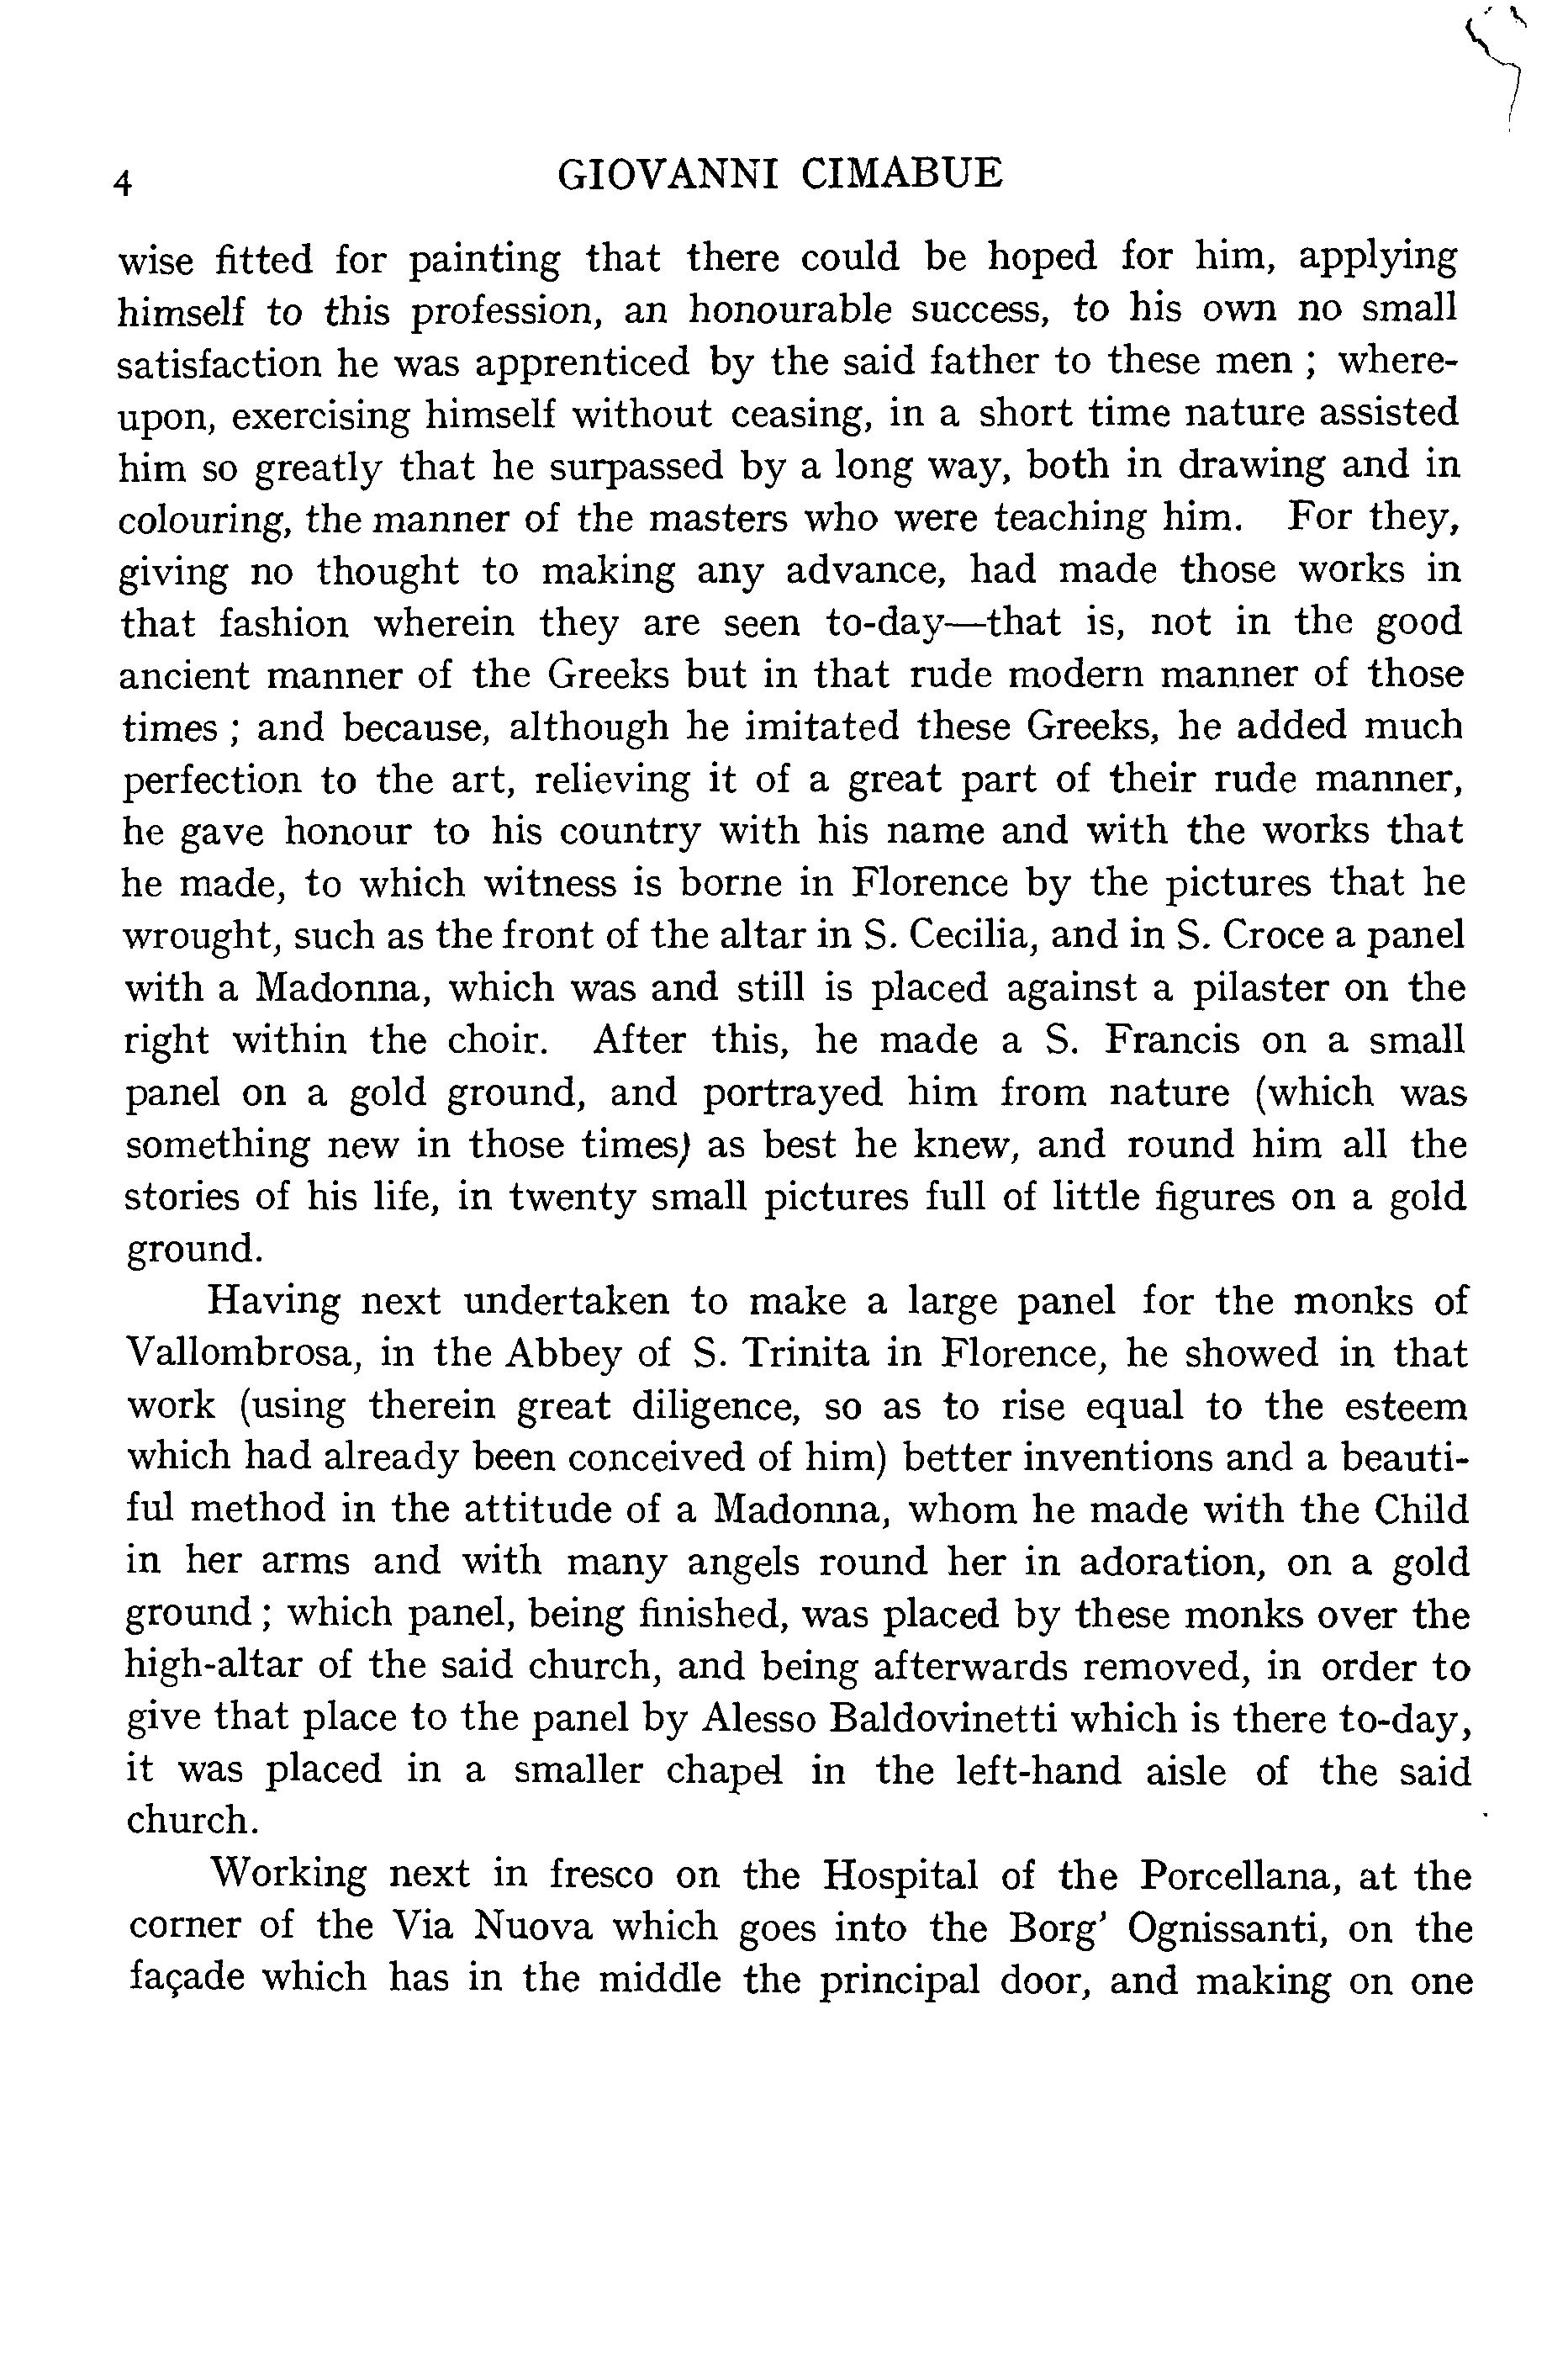 4 GIOVANNI CIMABUE
wise fitted for painting that there could be hoped for him, applying
himself to this profession, an honourable success, to his own no small
satisfaction he was apprenticed by the said father to these men ; where-
upon, exercising himself without ceasing, in a short time nature assisted
him so greatly that he surpassed by a long way, both in drawing and in
colouring, the manner of the masters who were teaching him. For they,
giving no thought to making any advance, had made those works in
that fashion wherein they are seen to-day—that is, not in the good
ancient manner of the Greeks but in that rude modern manner of those
times ; and because, although he imitated these Greeks, he added much
perfection to the art, relieving it of a great part of their rude manner,
he gave honour to his country with his name and with the works that
he made, to which witness is borne in Florence by the pictures that he
wrought, such as the front of the altar in S. Cecilia, and in S. Croce a panel
with a Madonna, which was and still is placed against a pilaster on the
right within the choir. After this, he made a S. Francis on a small
panel on a gold ground, and portrayed him from nature (which was
something new in those times) as best he knew, and round him all the
stories of his life, in twenty small pictures full of little figures on a gold
ground.
Having next undertaken to make a large panel for the monks of
Vallombrosa, in the Abbey of S. Trinita in Florence, he showed in that
work (using therein great diligence, so as to rise equal to the esteem
which had already been conceived of him) better inventions and a beauti-
ful method in the attitude of a Madonna, whom he made with the Child
in her arms and with many angels round her in adoration, on a gold
ground ; which panel, being finished, was placed by these monks over the
high-altar of the said church, and being afterwards removed, in order to
give that place to the panel by Alesso Baldovinetti which is there to-day,
it was placed in a smaller chapel in the left-hand aisle of the said
church.
Working next in fresco on the Hospital of the Porcellana, at the
corner of the Via Nuova which goes into the Borg' Ognissanti, on the
façade which has in the middle the principal door, and making on one